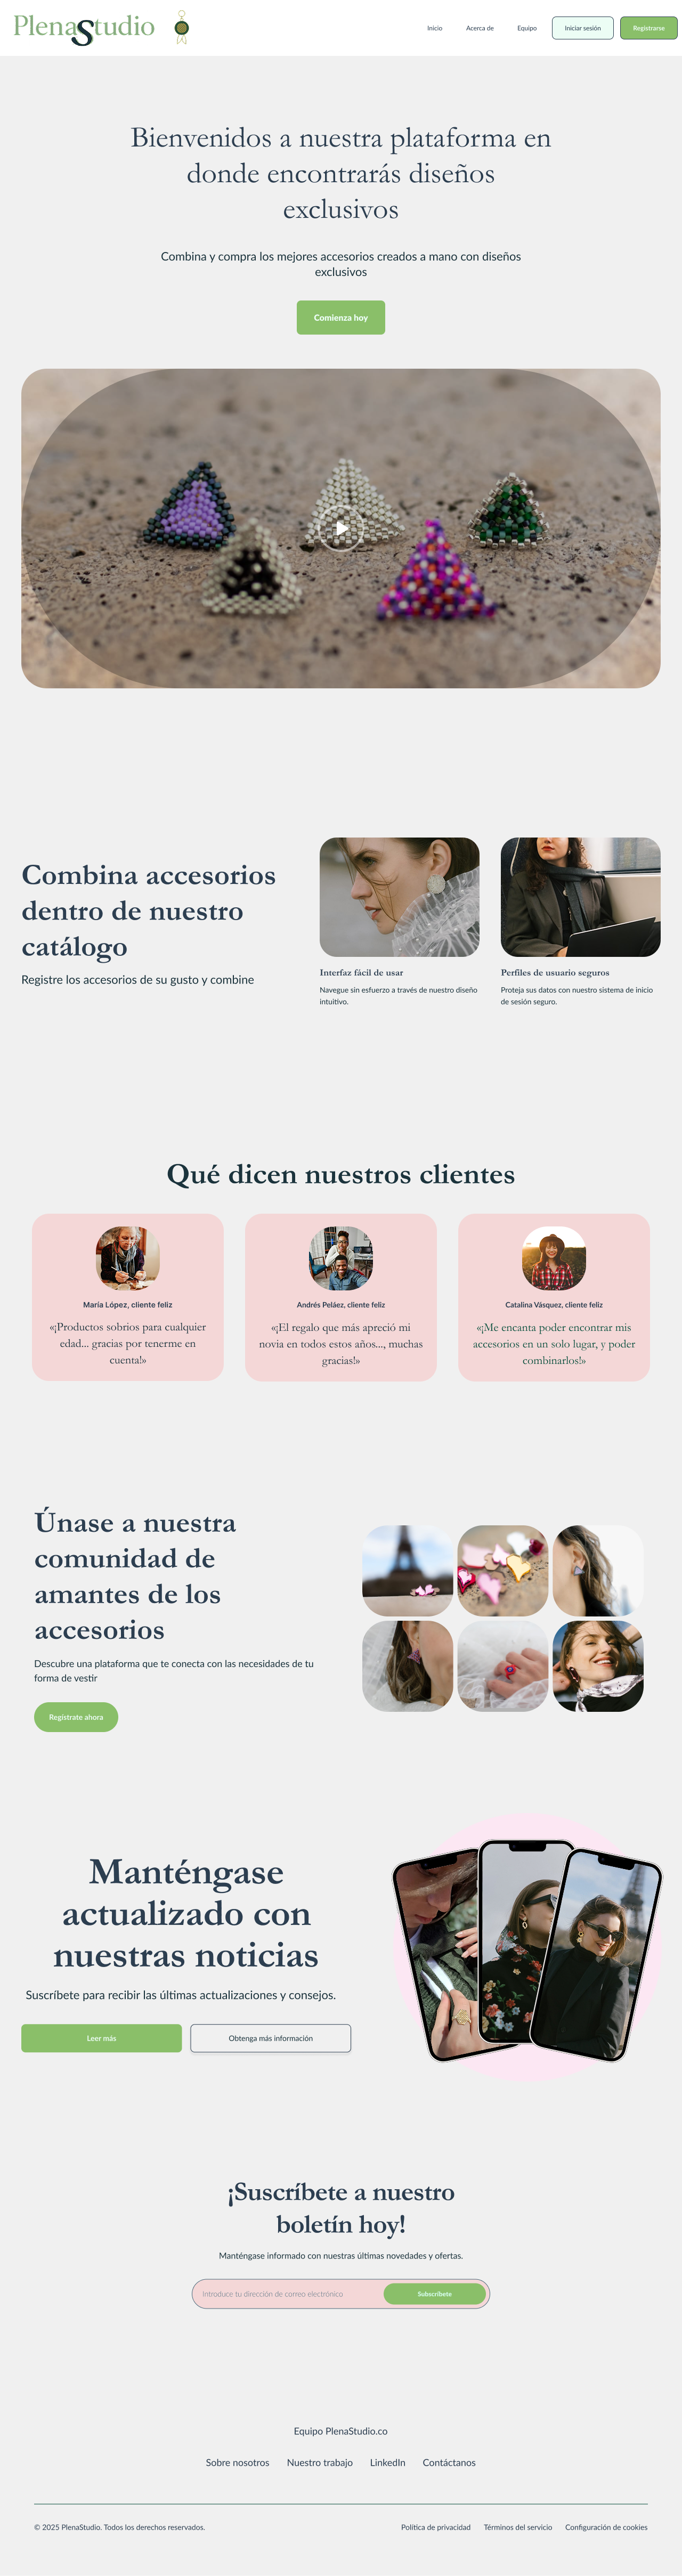 PlenaStudio
Inicio Acerca de Equipo Iniciar sesión Registrarse
Bienvenidos a nuestra plataforma en
donde encontrarás diseños
exclusivos
Combina y compra los mejores accesorios creados a mano con diseños
exclusivos
Comienza hoy
Combina accesorios
dentro de nuestro
catálogo
Registre los accesorios de su gusto y combine
Interfaz fácil de usar
Navegue sin esfuerzo a través de nuestro diseño
intuitivo.
Perfiles de usuario seguros
Proteja sus datos con nuestro sistema de inicio
de sesión seguro.
Qué dicen nuestros clientes
María López, cliente feliz
«¡Productos sobrios para cualquier
edad... gracias por tenerme en
cuenta!»
Andrés Peláez, cliente feliz
«¡El regalo que más apreció mi
novia en todos estos años..., muchas
gracias!»
Catalina Vásquez, cliente feliz
«¡Me encanta poder encontrar mis
accesorios en un solo lugar, y poder
combinarlos!»
Únase a nuestra
comunidad de
amantes de los
accesorios
Descubre una plataforma que te conecta con las necesidades de tu
forma de vestir
Regístrate ahora
Manténgase
actualizado con
nuestras noticias
Suscríbete para recibir las últimas actualizaciones y consejos.
Leer más
Obtenga más información
¡Suscríbete a nuestro
boletín hoy!
Manténgase informado con nuestras últimas novedades y ofertas.
Introduce tu dirección de correo electrónico
Subscríbete
Equipo PlenaStudio.co
Sobre nosotros Nuestro trabajo LinkedIn Contáctanos
© 2025 PlenaStudio. Todos los derechos reservados.
Política de privacidad Términos del servicio Configuración de cookies